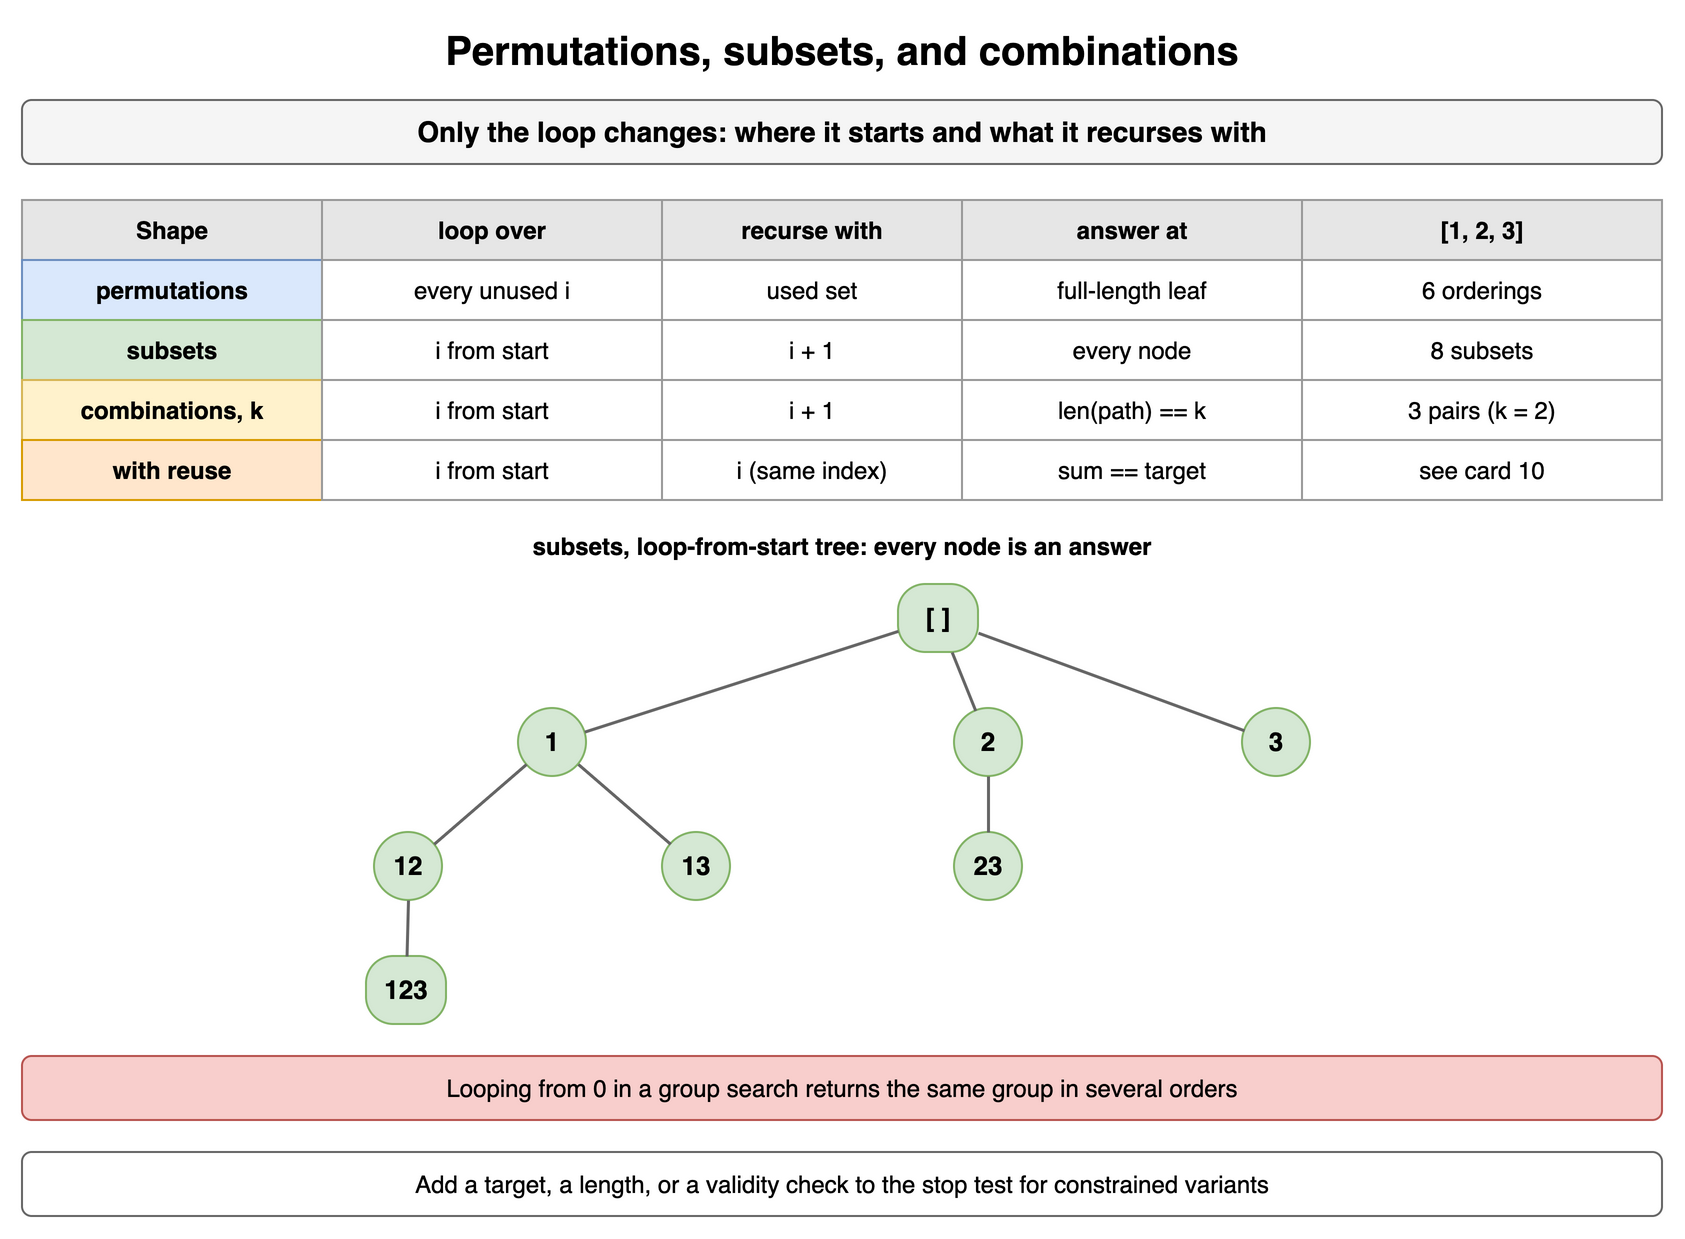 Permutations, subsets, and combinations
Only the loop changes: where it starts and what it recurses with
Shape loop over recurse with answer at [1, 2, 3]
permutations every unused i used set full-length leaf 6 orderings
subsets i from start i + 1 every node 8 subsets
combinations, k i from start i + 1 len(path) == k 3 pairs (k = 2)
with reuse i from start i (same index) sum == target see card 10
subsets, loop-from-start tree: every node is an answer
[ ]
1 2 3
12 13 23
123
Looping from 0 in a group search returns the same group in several orders
Add a target, a length, or a validity check to the stop test for constrained variants